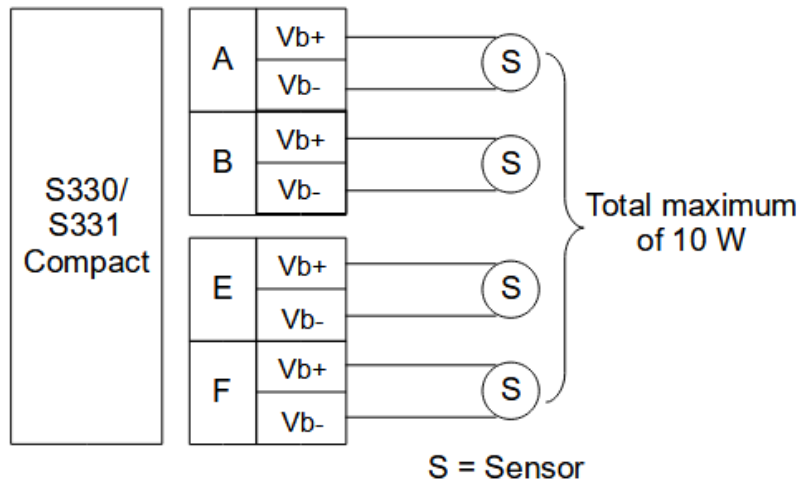 S330/
S331
Compact
A
Vb+
Vb-
S
B
Vb+
Vb-
S
E
Vb+
Vb-
S
F
Vb+
Vb-
S
Total maximum
of 10 W
S = Sensor